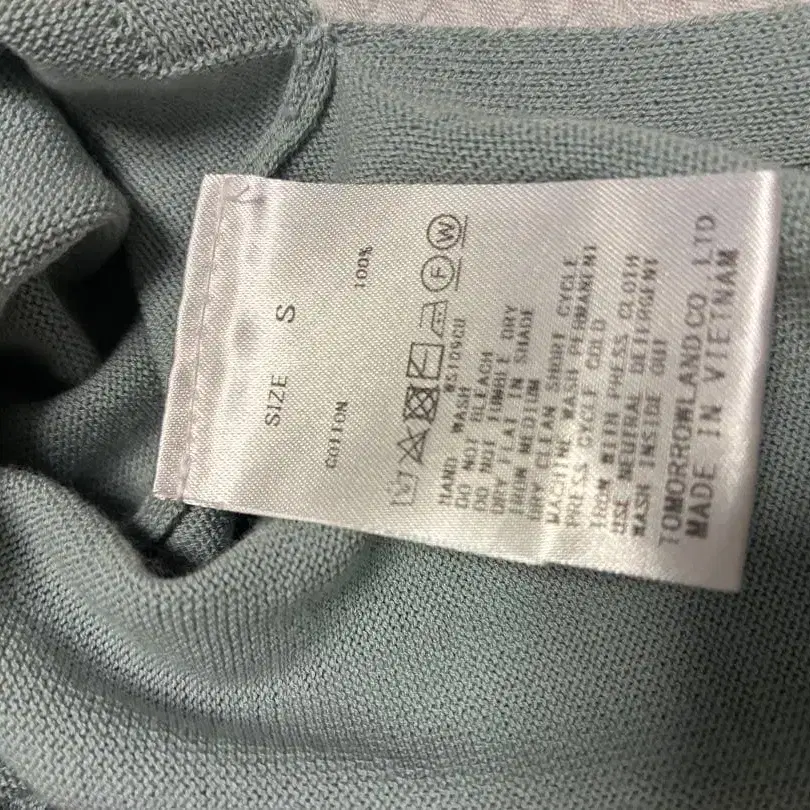 SIZE S
COTTON 100%
F W
HAND WASH
DO NOT BLEACH
DO NOT TUMBLE DRY
DRY FLAT IN SHADE
IRON MEDIUM
DRY CLEAN SHORT CYCLE
MACHINE WASH PERMANENT
PRESS CYCLE COLD
IRON WITH PRESS CLOTH
USE NEUTRAL DETERGENT
WASH INSIDE OUT
TOMORROWLAND CO., LTD.
MADE IN VIETNAM